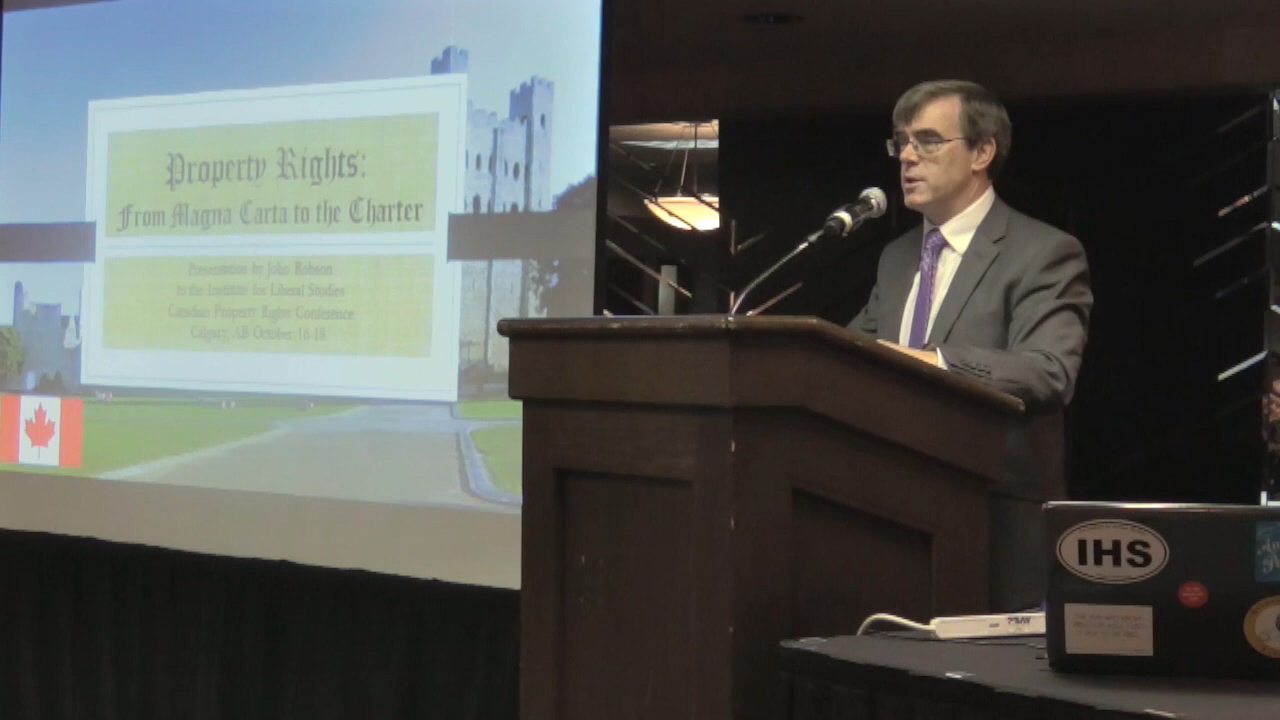 Property Rights:
From Magna Carta to the Charter
Presentation by John Robson
to the Institute for Liberal Studies
Canadian Property Rights Conference
Calgary, AB October 16-18
IHS